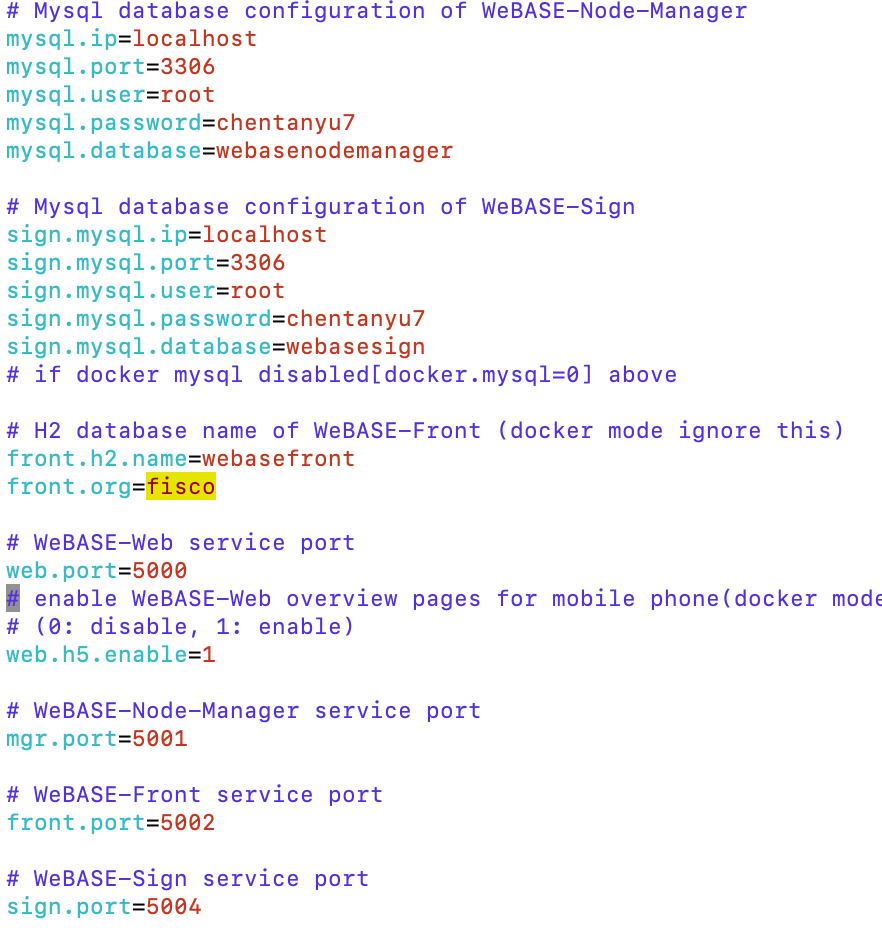 # Mysql database configuration of WeBASE-Node-Manager
mysql.ip=localhost
mysql.port=3306
mysql.user=root
mysql.password=chentanyu7
mysql.database=webasenodemanager
# Mysql database configuration of WeBASE-Sign
sign.mysql.ip=localhost
sign.mysql.port=3306
sign.mysql.user=root
sign.mysql.password=chentanyu7
sign.mysql.database=webasesign
# if docker mysql disabled[docker.mysql=0] above
# H2 database name of WeBASE-Front (docker mode ignore this)
front.h2.name=webasefront
front.org=fisco
# WeBASE-Web service port
web.port=5000
# enable WeBASE-Web overview pages for mobile phone(docker mode
# (0: disable, 1: enable)
web.h5.enable=1
# WeBASE-Node-Manager service port
mgr.port=5001
# WeBASE-Front service port
front.port=5002
# WeBASE-Sign service port
sign.port=5004